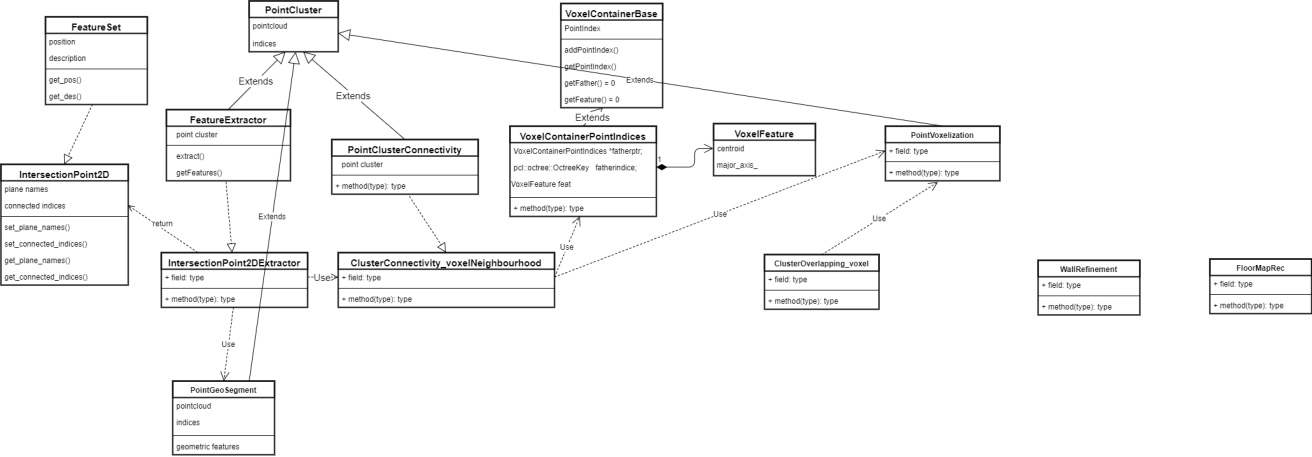 FeatureSet
position
description
get_pos()
get_des()
PointCluster
pointcloud
indices
VoxelContainerBase
PointIndex
addPointIndex()
getPointIndex()
getFather() = 0
getFeature() = 0
Extends
Extends
Extends
Extends
FeatureExtractor
point cluster
extract()
getFeatures()
PointClusterConnectivity
point cluster
+ method(type): type
VoxelContainerPointIndices
VoxelContainerPointIndices *fatherptr;
pcl::octree::OctreeKey fatherindice;
VoxelFeature feat
+ method(type): type
1
VoxelFeature
centroid
major_axis_
PointVoxelization
+ field: type
+ method(type): type
IntersectionPoint2D
plane names
connected indices
set_plane_names()
set_connected_indices()
get_plane_names()
get_connected_indices()
return
Extends
Use
Use
Use
IntersectionPoint2DExtractor
+ field: type
+ method(type): type
Use
ClusterConnectivity_voxelNeighbourhood
+ field: type
+ method(type): type
ClusterOverlapping_voxel
+ field: type
+ method(type): type
WallRefinement
+ field: type
+ method(type): type
FloorMapRec
+ field: type
+ method(type): type
Use
PointGeoSegment
pointcloud
indices
geometric features